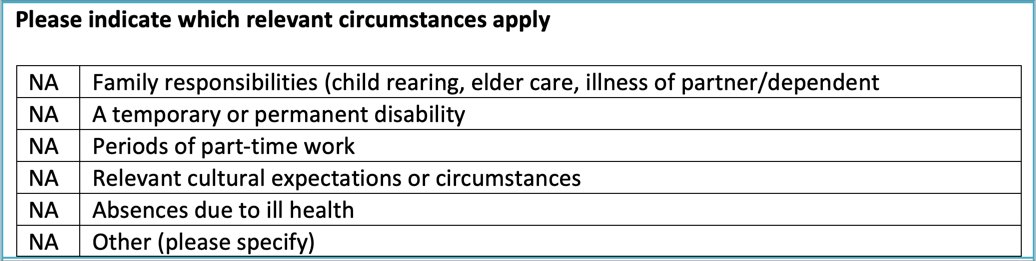 Please indicate which relevant circumstances apply
NA Family responsibilities (child rearing, elder care, illness of partner/dependent
NA A temporary or permanent disability
NA Periods of part-time work
NA Relevant cultural expectations or circumstances
NA Absences due to ill health
NA Other (please specify)